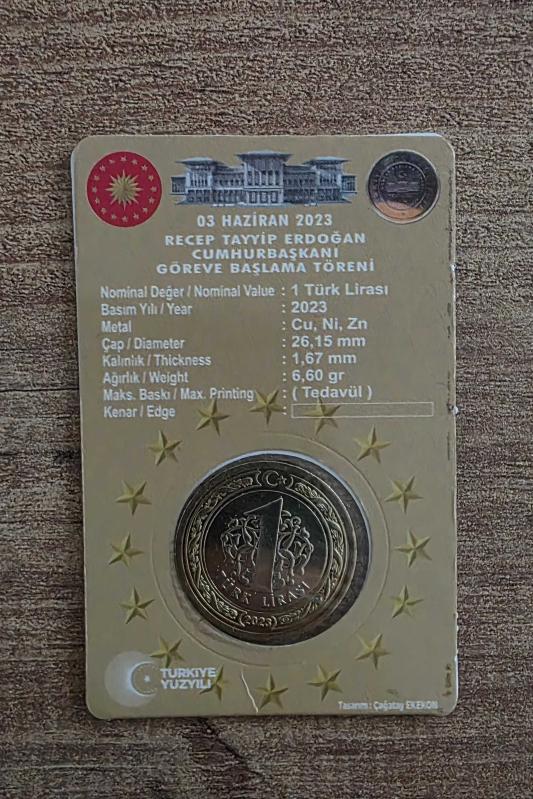 03 HAZİRAN 2023
RECEP TAYYİP ERDOĞAN
CUMHURBAŞKANI
GÖREVE BAŞLAMA TÖRENİ
Nominal Değer / Nominal Value : 1 Türk Lirası
Basım Yılı / Year : 2023
Metal : Cu, Ni, Zn
Çap / Diameter : 26,15 mm
Kalınlık / Thickness : 1,67 mm
Ağırlık / Weight : 6,60 gr
Maks. Baskı / Max. Printing : ( Tedavül )
Kenar / Edge :
1
TÜRK LİRASI
2023
TÜRKİYE
YÜZYILI
Tasarım : Çağatay EKEKON